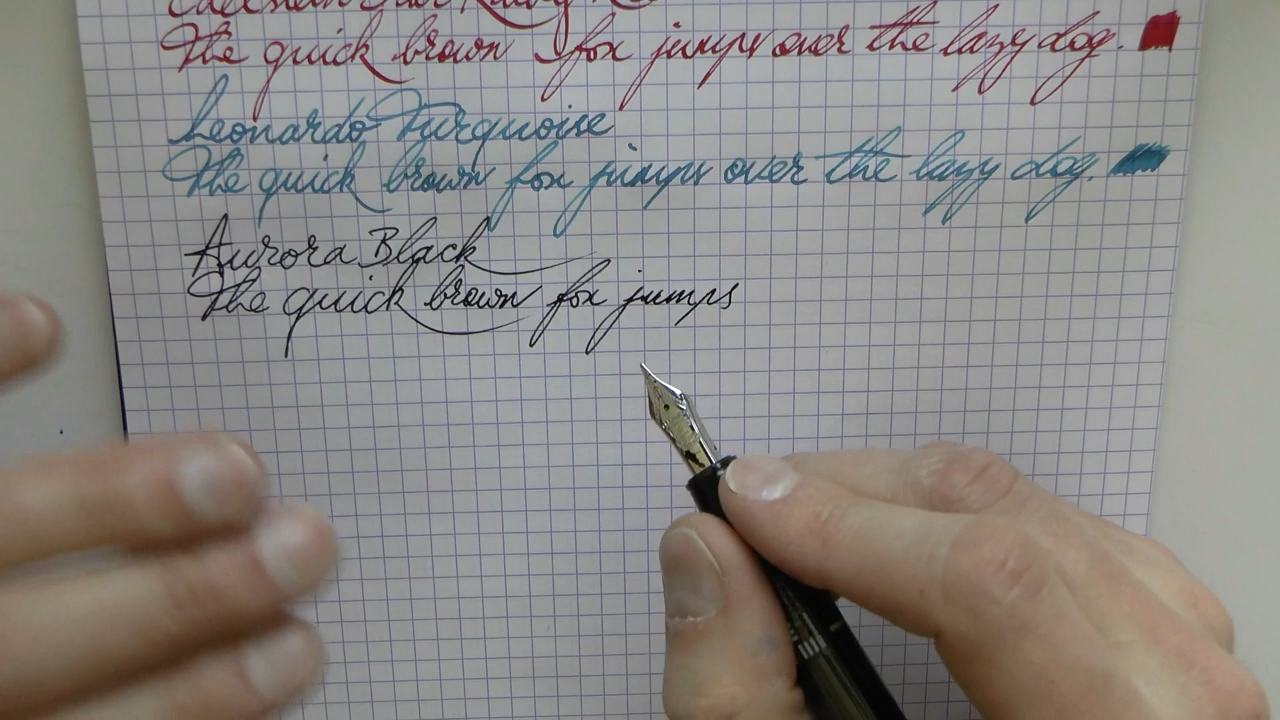 The quick brown fox jumps over the lazy dog.
Leonardo Turquoise
The quick brown fox jumps over the lazy dog.
Aurora Black
The quick brown fox jumps